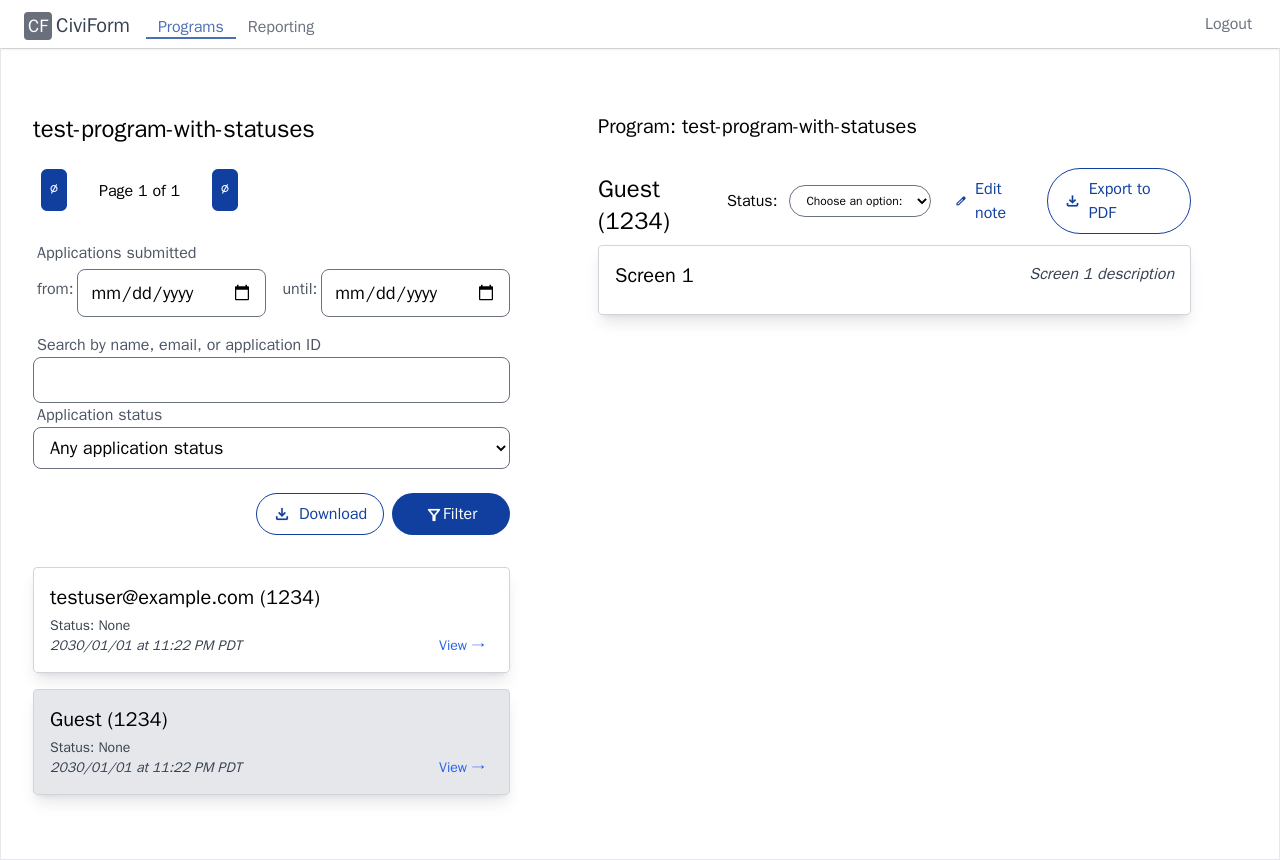 CF CiviForm Programs Reporting Logout
test-program-with-statuses
∅ Page 1 of 1 ∅
Applications submitted
from: mm/dd/yyyy until: mm/dd/yyyy
Search by name, email, or application ID
Application status
Any application status
Download Filter
testuser@example.com (1234)
Status: None
2030/01/01 at 11:22 PM PDT View →
Guest (1234)
Status: None
2030/01/01 at 11:22 PM PDT View →
Program: test-program-with-statuses
Guest
(1234)
Status: Choose an option:
Edit
note
Export to
PDF
Screen 1 Screen 1 description